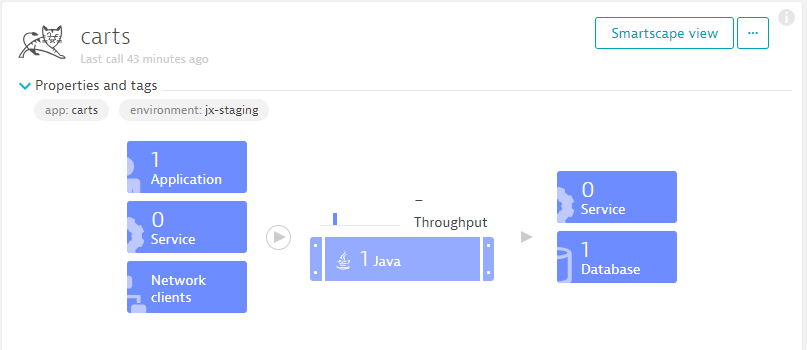 carts
Last call 43 minutes ago
Smartscape view
...
i
Properties and tags
app: carts
environment: jx-staging
1
Application
0
Service
Network
clients
–
Throughput
1 Java
0
Service
1
Database